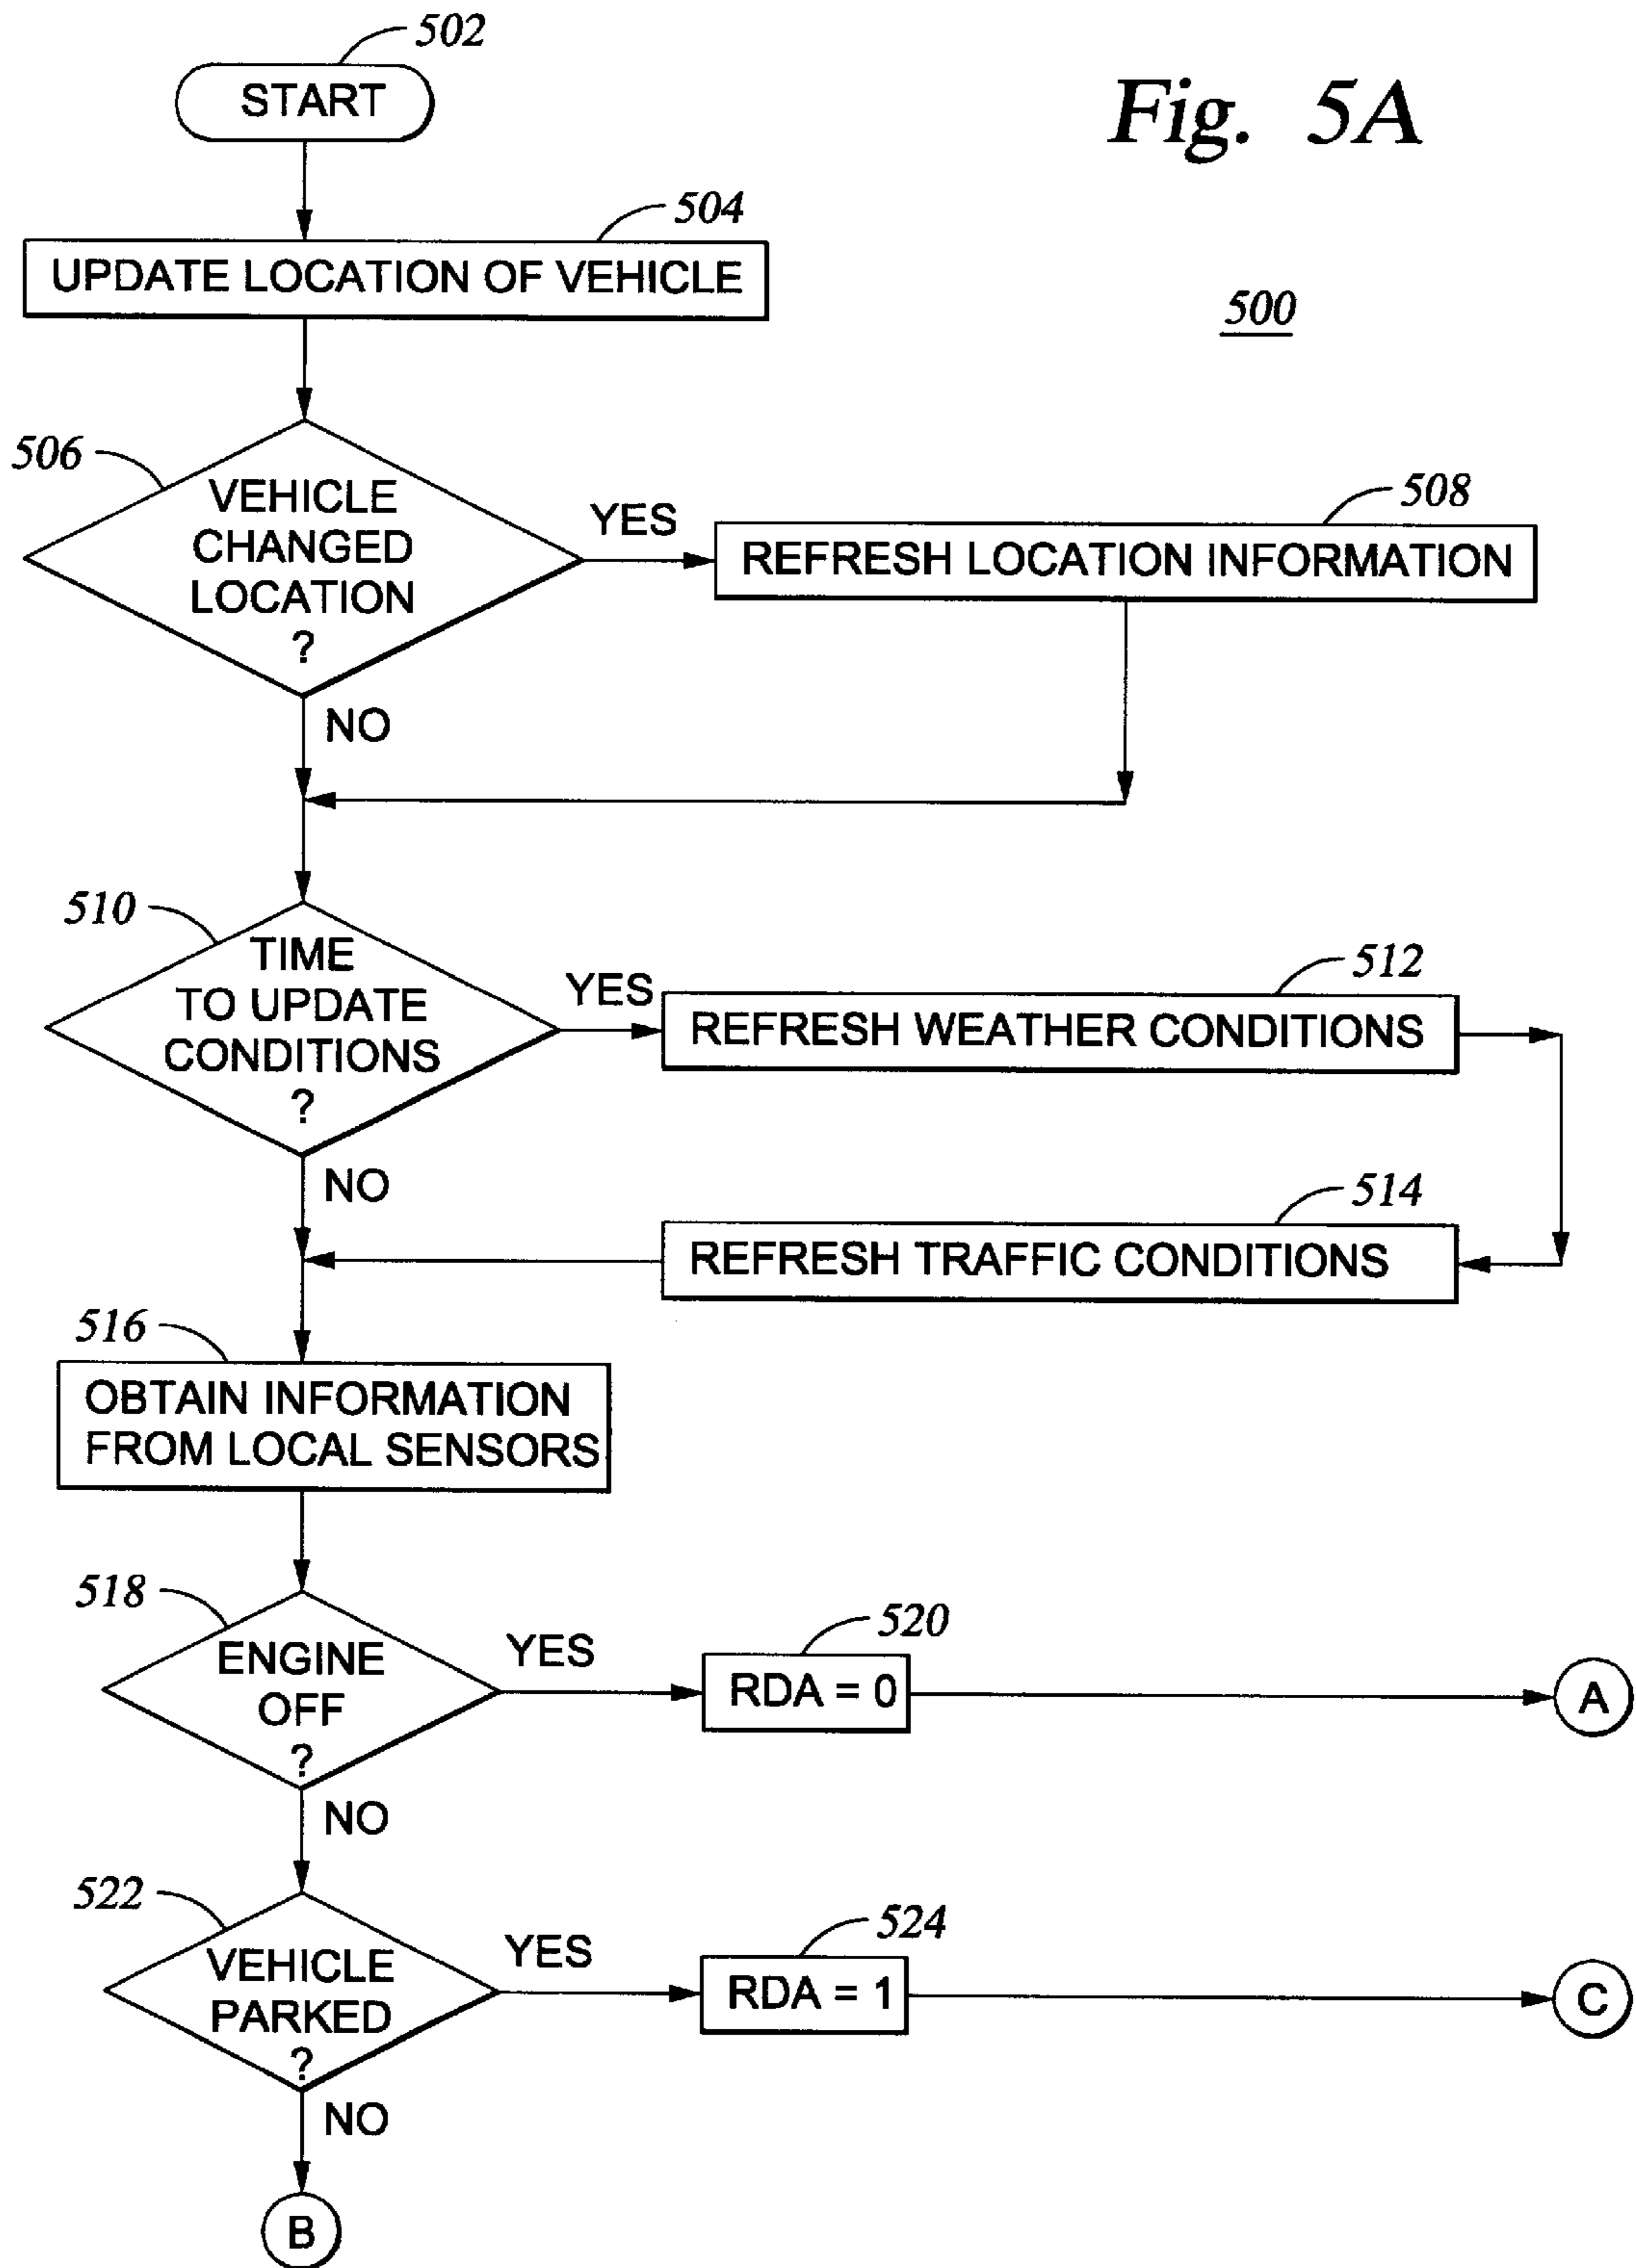 Fig. 5A
500
502
START
504
UPDATE LOCATION OF VEHICLE
506
VEHICLE
CHANGED
LOCATION
?
YES
508
REFRESH LOCATION INFORMATION
NO
510
TIME
TO UPDATE
CONDITIONS
?
YES
512
REFRESH WEATHER CONDITIONS
NO
514
REFRESH TRAFFIC CONDITIONS
516
OBTAIN INFORMATION
FROM LOCAL SENSORS
518
ENGINE
OFF
?
YES
520
RDA = 0
A
NO
522
VEHICLE
PARKED
?
YES
524
RDA = 1
C
NO
B